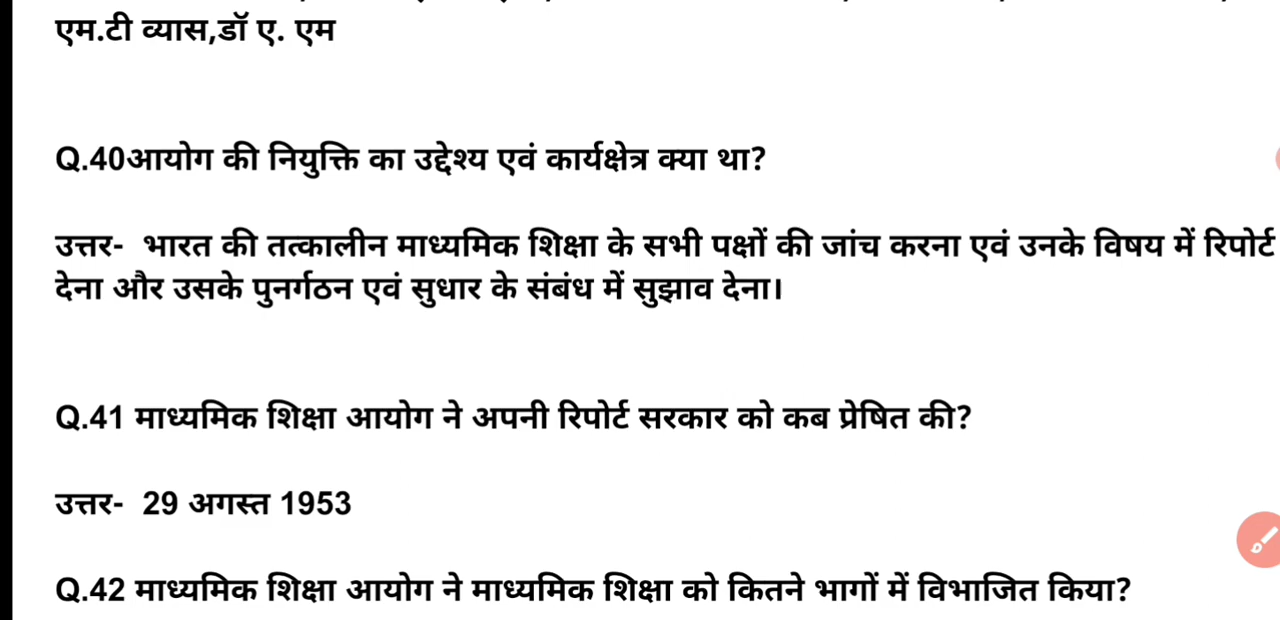 एम.टी व्यास,डॉ ए. एम
Q.40आयोग की नियुक्ति का उद्देश्य एवं कार्यक्षेत्र क्या था?
उत्तर- भारत की तत्कालीन माध्यमिक शिक्षा के सभी पक्षों की जांच करना एवं उनके विषय में रिपोर्ट
देना और उसके पुनर्गठन एवं सुधार के संबंध में सुझाव देना।
Q.41 माध्यमिक शिक्षा आयोग ने अपनी रिपोर्ट सरकार को कब प्रेषित की?
उत्तर- 29 अगस्त 1953
Q.42 माध्यमिक शिक्षा आयोग ने माध्यमिक शिक्षा को कितने भागों में विभाजित किया?